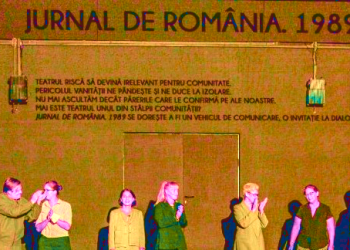 JURNAL DE ROMÂNIA. 1989
TEATRUL RISCĂ SĂ DEVINĂ IRELEVANT PENTRU COMUNITATE.
PERICOLUL VANITĂȚII NE PÂNDEȘTE ȘI NE DUCE LA IZOLARE.
NU MAI ASCULTĂM DECÂT PĂRERILE CARE LE CONFIRMĂ PE ALE NOASTRE.
MAI ESTE TEATRUL UNUL DIN STÂLPII COMUNITĂȚII?
JURNAL DE ROMÂNIA. 1989 SE DOREȘTE A FI UN VEHICUL DE COMUNICARE, O INVITAȚIE LA DIALO